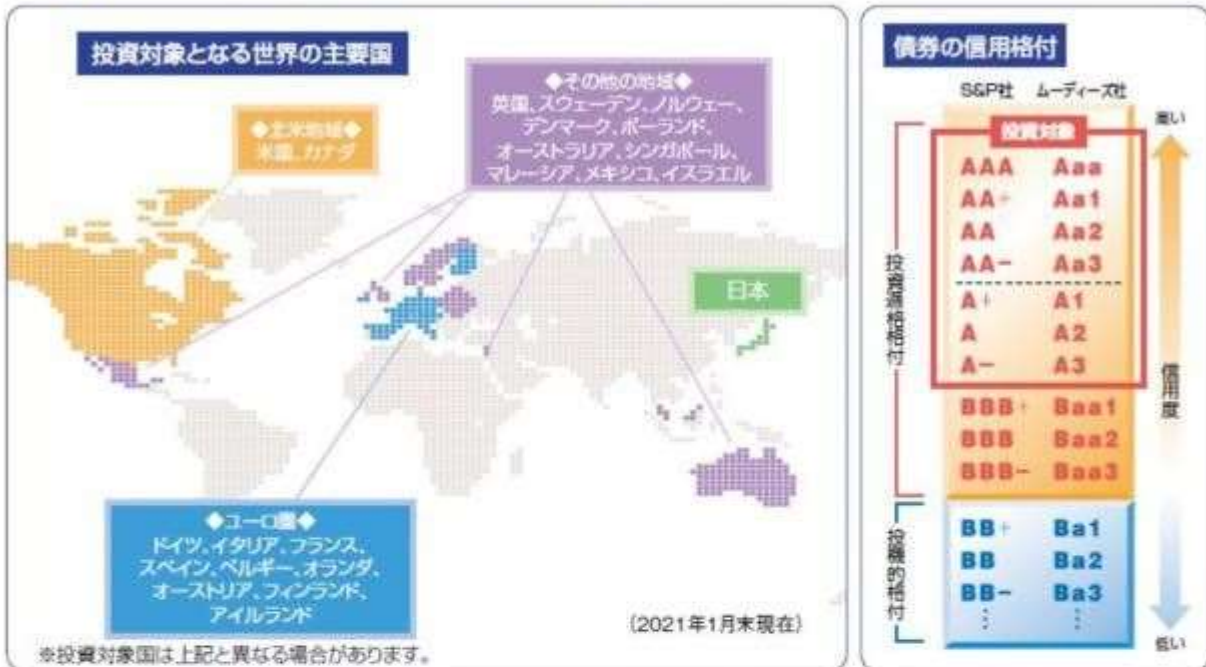 投資対象となる世界の主要国
◆北米地域◆
米国、カナダ
◆その他の地域◆
英国、スウェーデン、ノルウェー、
デンマーク、ポーランド、
オーストラリア、シンガポール、
マレーシア、メキシコ、イスラエル
日本
◆ユーロ圏◆
ドイツ、イタリア、フランス、
スペイン、ベルギー、オランダ、
オーストリア、フィンランド、
アイルランド
(2021年1月末現在)
※投資対象国は上記と異なる場合があります。
債券の信用格付
S&P社 ムーディーズ社
投資対象
AAA Aaa
AA+ Aa1
AA Aa2
AA- Aa3
A+ A1
A A2
A- A3
BBB+ Baa1
BBB Baa2
BBB- Baa3
BB+ Ba1
BB Ba2
BB- Ba3
⋮ ⋮
投資適格格付
投機的格付
高い
信用度
低い